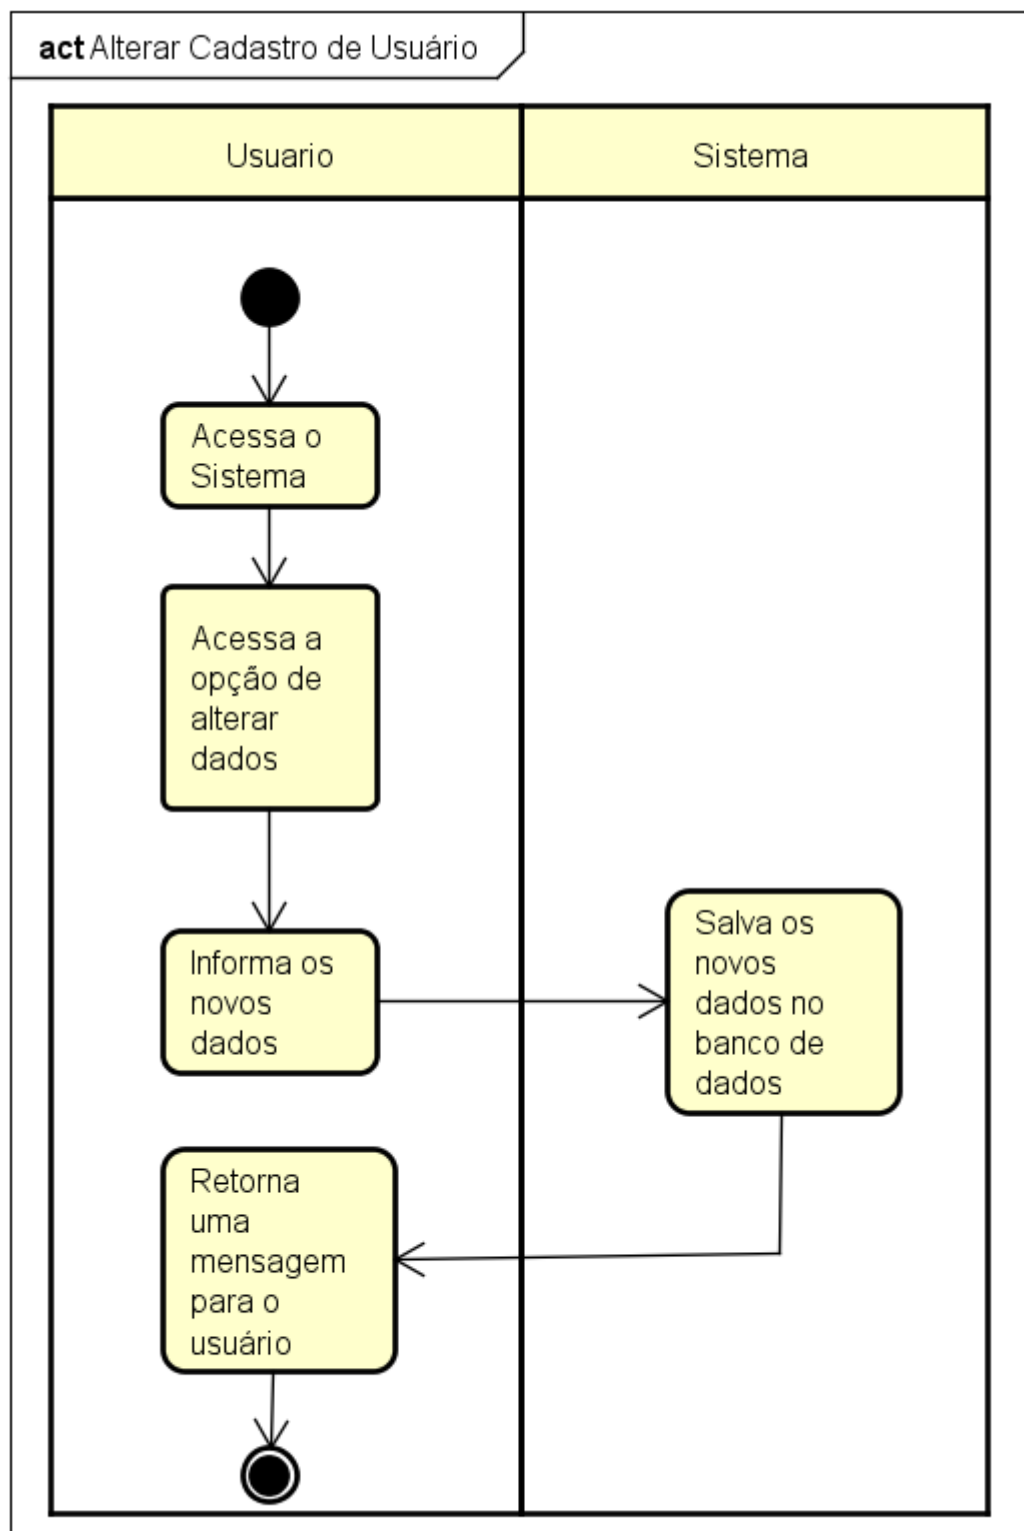 act Alterar Cadastro de Usuário
Usuario
Sistema
Acessa o
Sistema
Acessa a
opção de
alterar
dados
Informa os
novos
dados
Salva os
novos
dados no
banco de
dados
Retorna
uma
mensagem
para o
usuário